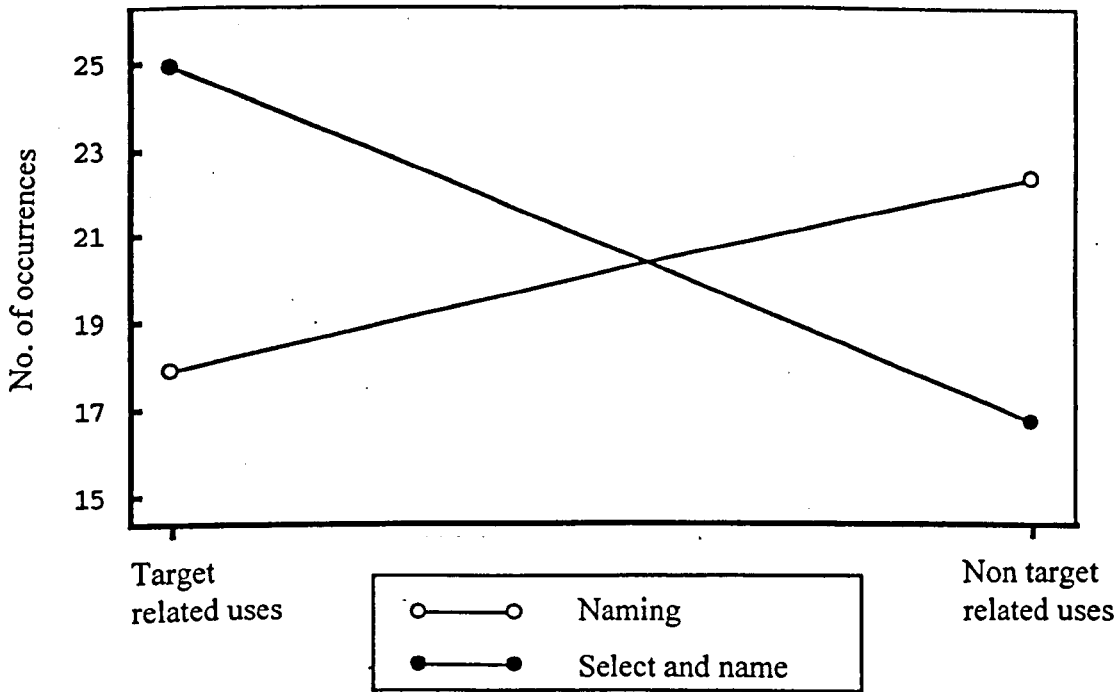 25
23
21
19
17
15
No. of occurrences
Target
related uses
Non target
related uses
Naming
Select and name